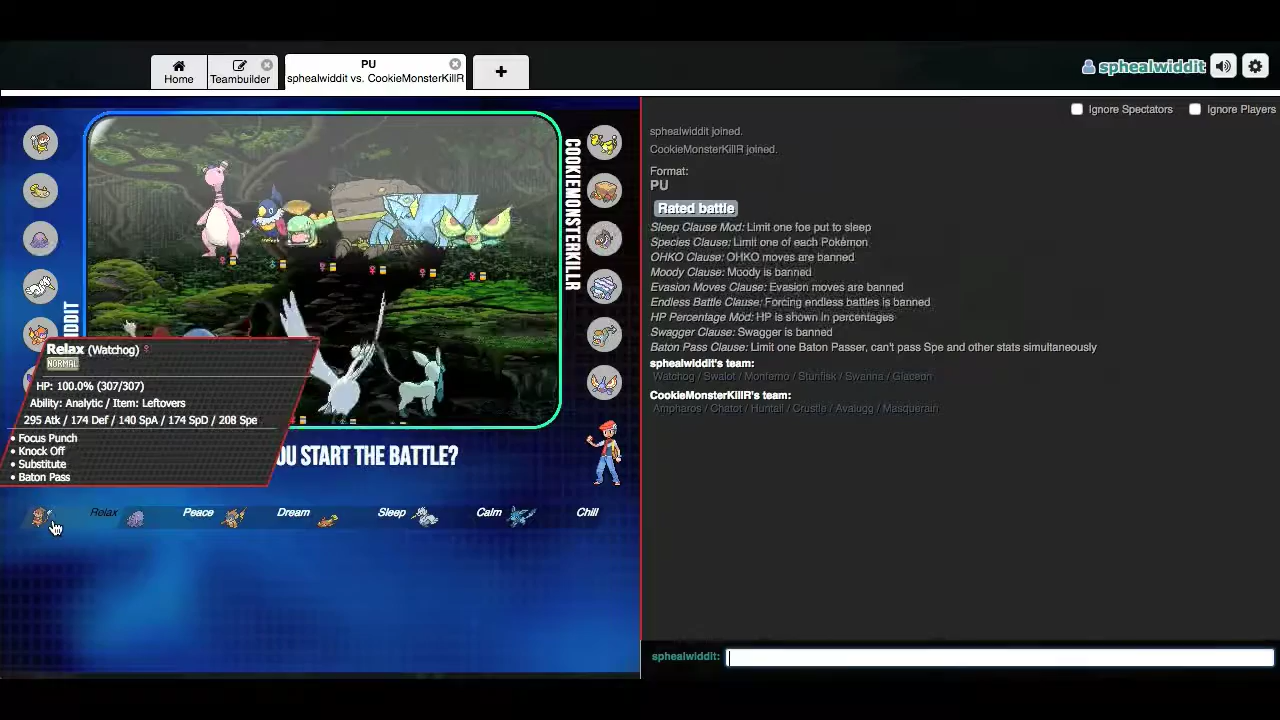 Home
Teambuilder
PU
sphealwiddit vs. CookieMonsterKillR
+
sphealwiddit
COOKIEMONSTERKILLR
IDDIT
Relax (Watchog) ♀
NORMAL
HP: 100.0% (307/307)
Ability: Analytic / Item: Leftovers
295 Atk / 174 Def / 140 SpA / 174 SpD / 208 Spe
• Focus Punch
• Knock Off
• Substitute
• Baton Pass
OU START THE BATTLE?
Relax
Peace
Dream
Sleep
Calm
Chill
Ignore Spectators
Ignore Players
sphealwiddit joined.
CookieMonsterKillR joined.
Format:
PU
Rated battle
Sleep Clause Mod: Limit one foe put to sleep
Species Clause: Limit one of each Pokémon
OHKO Clause: OHKO moves are banned
Moody Clause: Moody is banned
Evasion Moves Clause: Evasion moves are banned
Endless Battle Clause: Forcing endless battles is banned
HP Percentage Mod: HP is shown in percentages
Swagger Clause: Swagger is banned
Baton Pass Clause: Limit one Baton Passer, can't pass Spe and other stats simultaneously
sphealwiddit's team:
Watchog / Swalot / Monferno / Stunfisk / Swanna / Glaceon
CookieMonsterKillR's team:
Ampharos / Chatot / Huntail / Crustle / Avalugg / Masquerain
sphealwiddit: